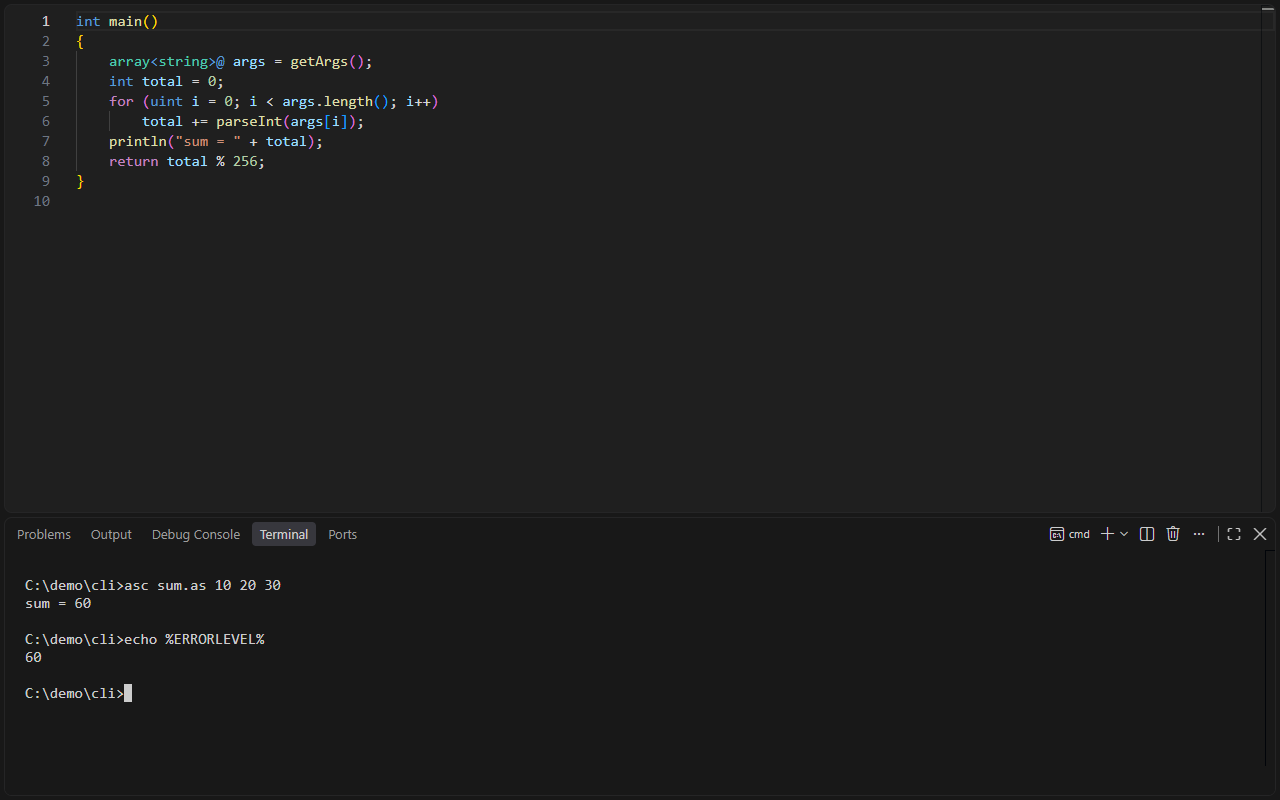 1 int main()
2 {
3     array<string>@ args = getArgs();
4     int total = 0;
5     for (uint i = 0; i < args.length(); i++)
6         total += parseInt(args[i]);
7     println("sum = " + total);
8     return total % 256;
9 }
10
Problems Output Debug Console Terminal Ports cmd
C:\demo\cli>asc sum.as 10 20 30
sum = 60
C:\demo\cli>echo %ERRORLEVEL%
60
C:\demo\cli>